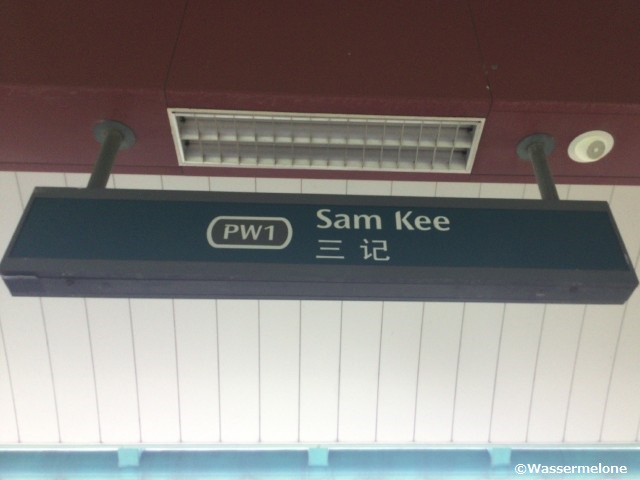 PW1
Sam Kee
三记
©Wassermelone